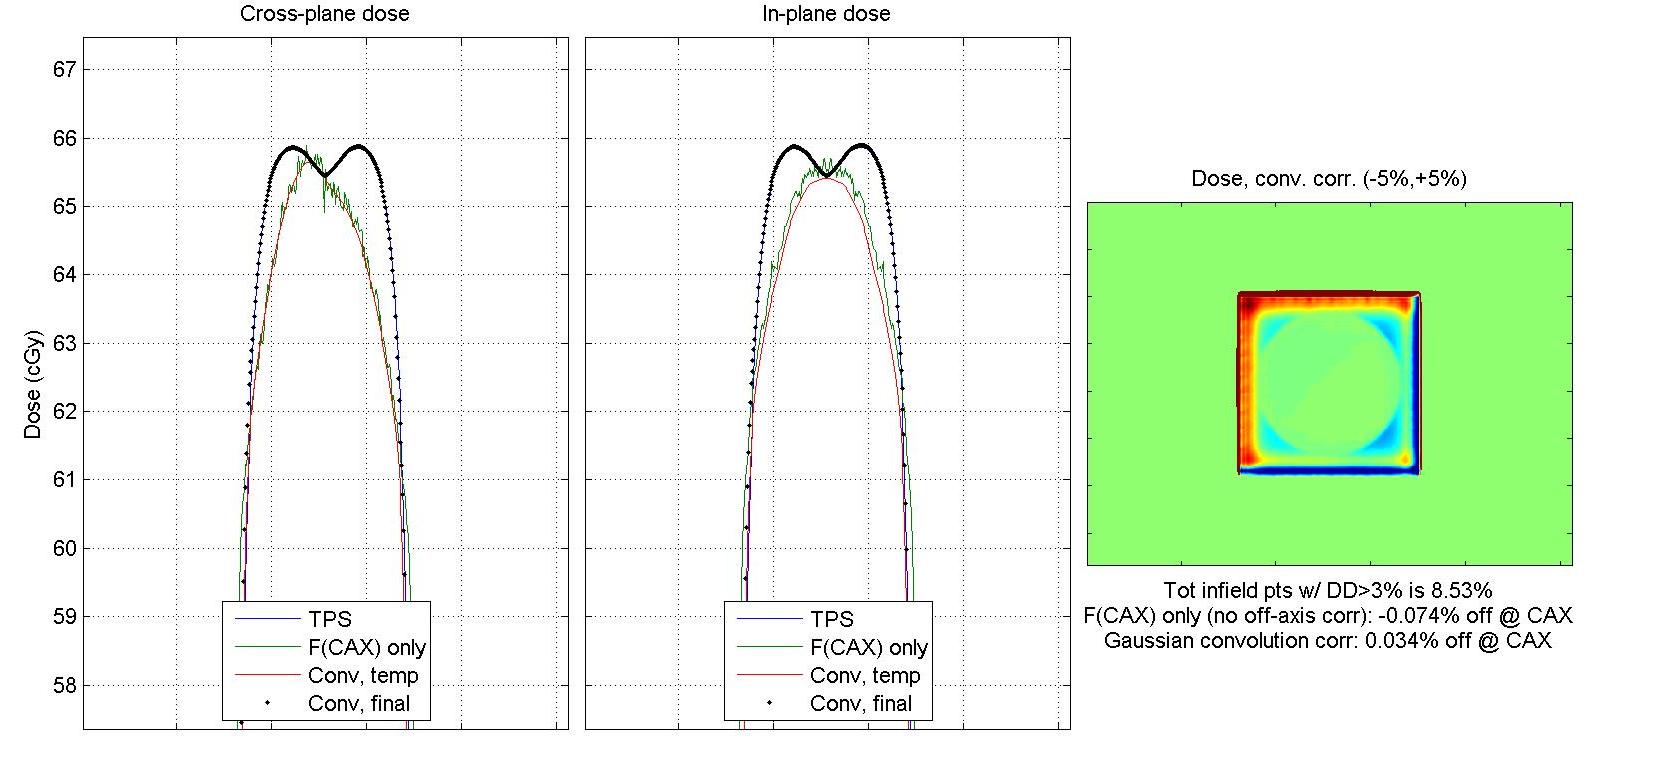 Cross-plane dose
In-plane dose
Dose (cGy)
67
66
65
64
63
62
61
60
59
58
TPS
F(CAX) only
Conv, temp
Conv, final
TPS
F(CAX) only
Conv, temp
Conv, final
Dose, conv. corr. (-5%,+5%)
Tot infield pts w/ DD>3% is 8.53%
F(CAX) only (no off-axis corr): -0.074% off @ CAX
Gaussian convolution corr: 0.034% off @ CAX